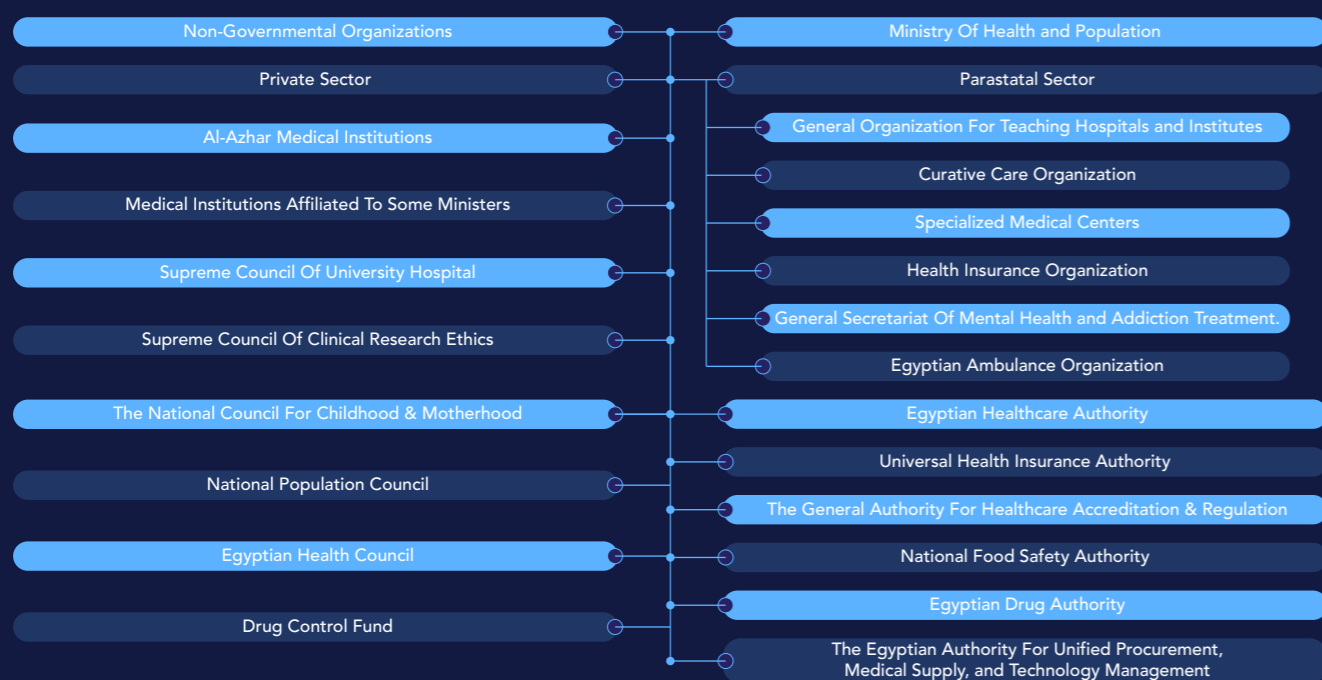 Non-Governmental Organizations
Private Sector
Al-Azhar Medical Institutions
Medical Institutions Affiliated To Some Ministers
Supreme Council Of University Hospital
Supreme Council Of Clinical Research Ethics
The National Council For Childhood & Motherhood
National Population Council
Egyptian Health Council
Drug Control Fund
Ministry Of Health and Population
Parastatal Sector
General Organization For Teaching Hospitals and Institutes
Curative Care Organization
Specialized Medical Centers
Health Insurance Organization
General Secretariat Of Mental Health and Addiction Treatment.
Egyptian Ambulance Organization
Egyptian Healthcare Authority
Universal Health Insurance Authority
The General Authority For Healthcare Accreditation & Regulation
National Food Safety Authority
Egyptian Drug Authority
The Egyptian Authority For Unified Procurement,
Medical Supply, and Technology Management